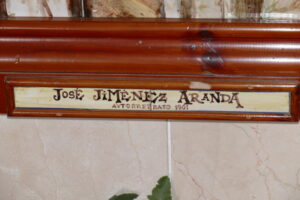 JOSÉ JIMÉNEZ ARANDA
AUTORRETRATO 1901